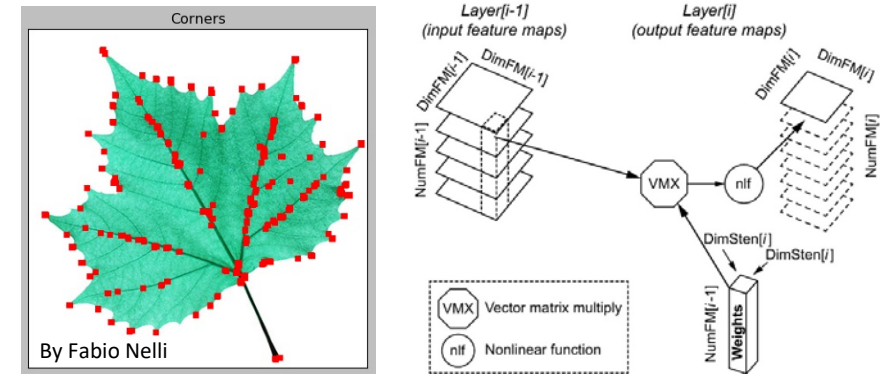 Corners
By Fabio Nelli
Layer[i-1]
(input feature maps)
Layer[i]
(output feature maps)
DimFM[i-1]
DimFM[i-1]
NumFM[i-1]
DimFM[i]
DimFM[i]
NumFM[i]
VMX
nlf
DimSten[i]
DimSten[i]
NumFM[i-1]
Weights
VMX Vector matrix multiply
nlf Nonlinear function